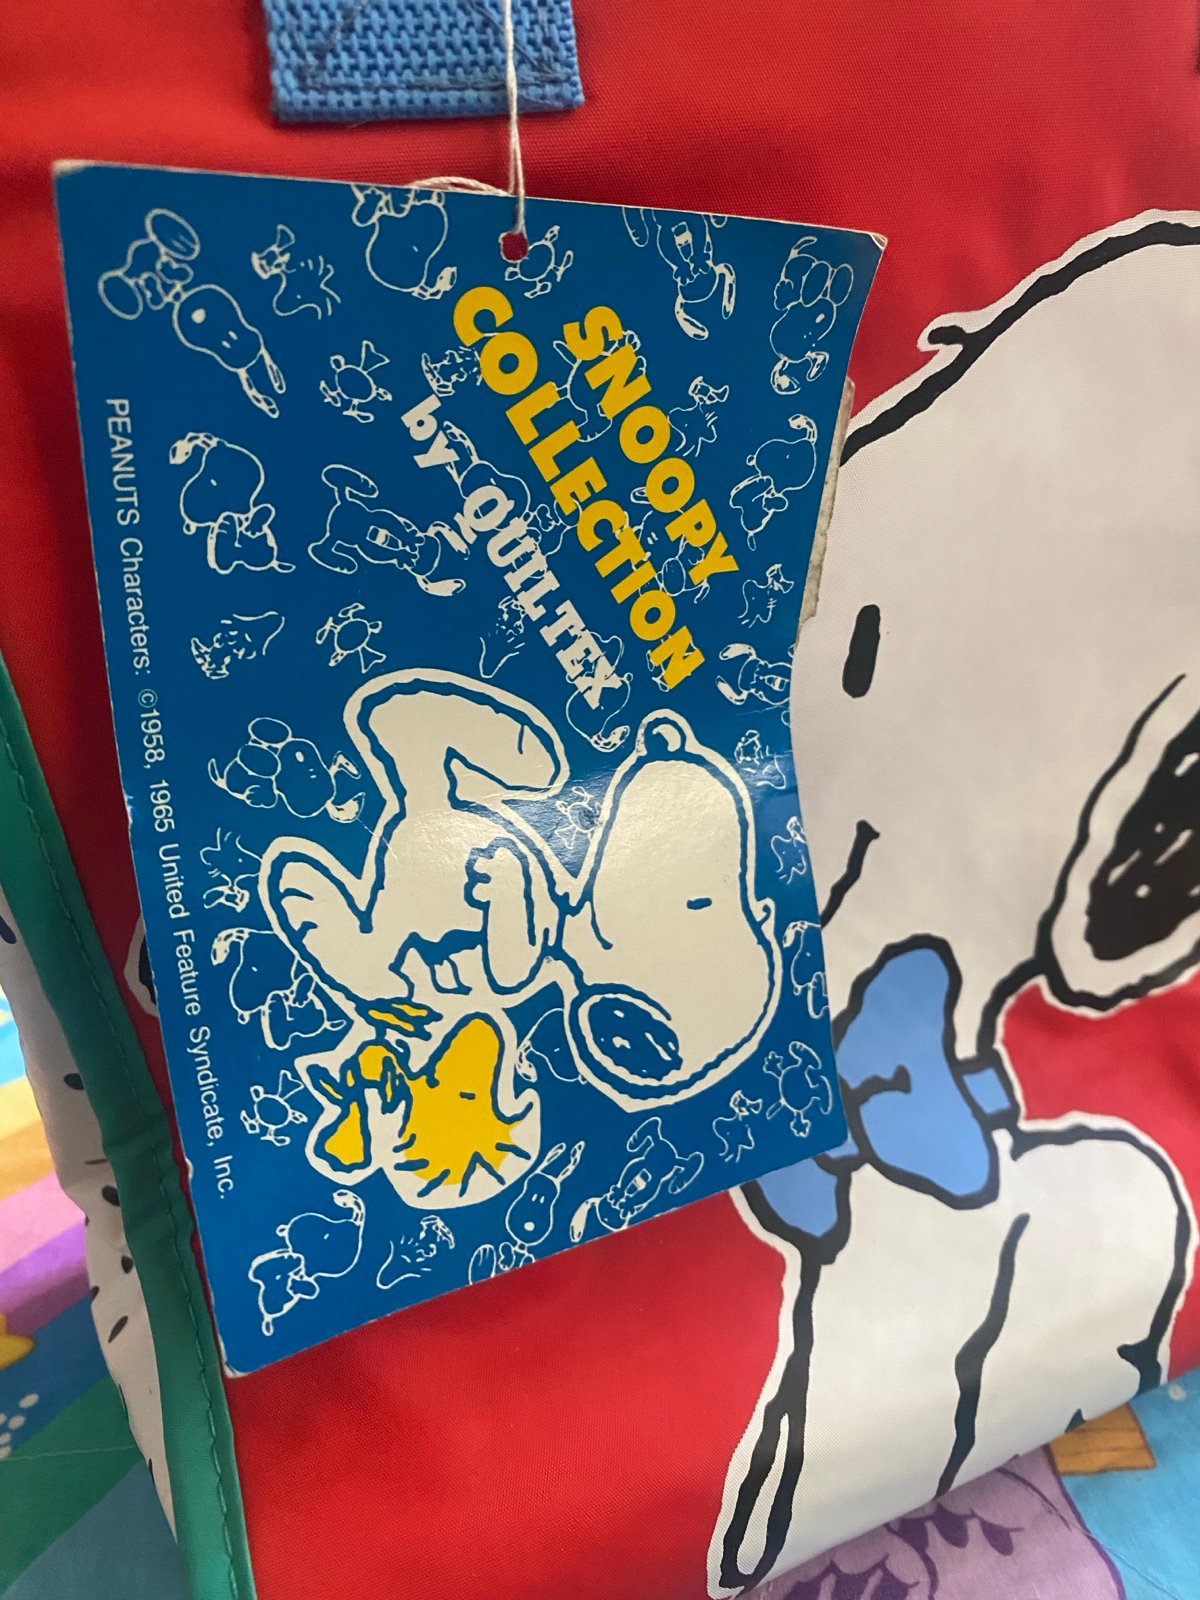 SNOOPY
COLLECTION
by QUILTEX
PEANUTS Characters: ©1958, 1965 United Feature Syndicate, Inc.